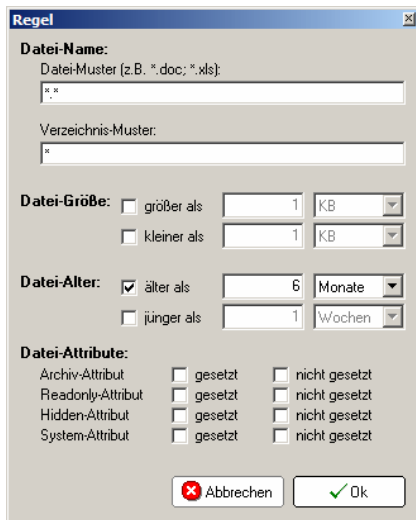 Regel
Datei-Name:
Datei-Muster (z.B. *.doc; *.xls):
*.*
Verzeichnis-Muster:
*
Datei-Größe: größer als 1 KB
kleiner als 1 KB
Datei-Alter: älter als 6 Monate
jünger als 1 Wochen
Datei-Attribute:
Archiv-Attribut gesetzt nicht gesetzt
Readonly-Attribut gesetzt nicht gesetzt
Hidden-Attribut gesetzt nicht gesetzt
System-Attribut gesetzt nicht gesetzt
Abbrechen Ok